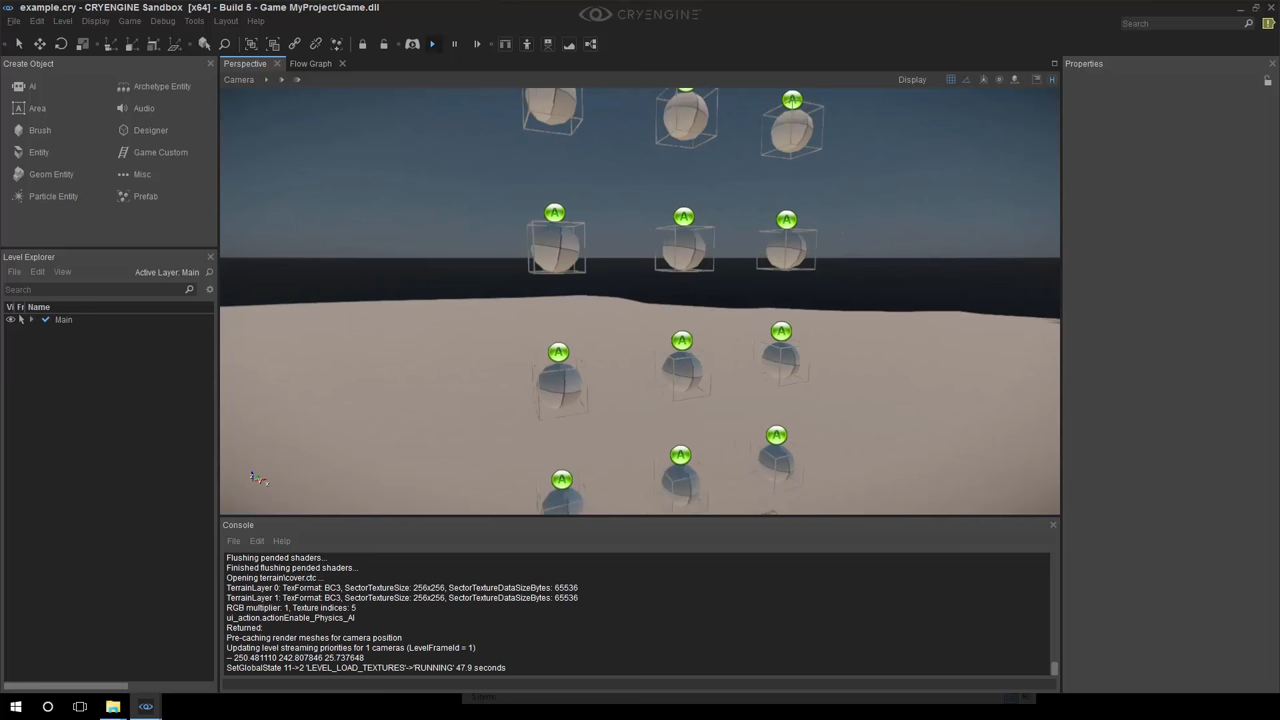 example.cry - CRYENGINE Sandbox [x64] - Build 5 - Game MyProject/Game.dll
CRYENGINE
File Edit Level Display Game Debug Tools Layout Help
Search
Create Object
AI
Archetype Entity
Area
Audio
Brush
Designer
Entity
Game Custom
Geom Entity
Misc
Particle Entity
Prefab
Level Explorer
File Edit View Active Layer: Main
Search
Vi Fr Name
Main
Perspective
Flow Graph
Camera
Display
H
A
A
A
A
A
A
A
A
A
A
A
x
Properties
Console
File Edit Help
Flushing pended shaders...
Finished flushing pended shaders...
Opening terrain\cover.ctc ...
TerrainLayer 0: TexFormat: BC3, SectorTextureSize: 256x256, SectorTextureDataSizeBytes: 65536
TerrainLayer 1: TexFormat: BC3, SectorTextureSize: 256x256, SectorTextureDataSizeBytes: 65536
RGB multiplier: 1, Texture indices: 5
ui_action.actionEnable_Physics_AI
Returned:
Pre-caching render meshes for camera position
Updating level streaming priorities for 1 cameras (LevelFrameId = 1)
-- 250.481110 242.807846 25.737648
SetGlobalState 11->2 'LEVEL_LOAD_TEXTURES'->'RUNNING' 47.9 seconds